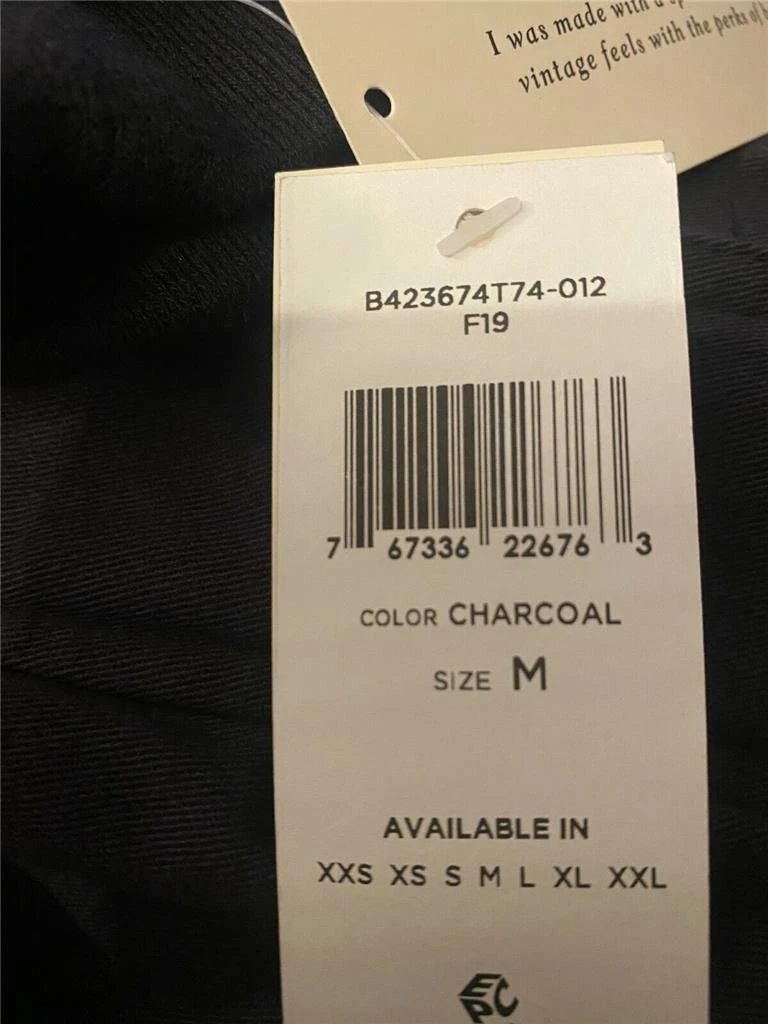 I was made with a
vintage feels with the perks of
B423674T74-012
F19
7 67336 22676 3
COLOR CHARCOAL
SIZE M
AVAILABLE IN
XXS XS S M L XL XXL
EPC